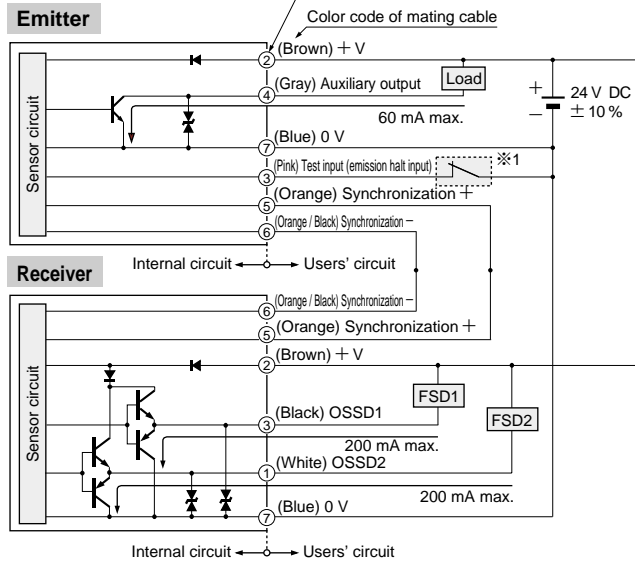 Emitter
Color code of mating cable
Sensor circuit
2 (Brown) +V
4 (Gray) Auxiliary output
Load
60 mA max.
+
−
24 V DC
± 10 %
7 (Blue) 0 V
3 (Pink) Test input (emission halt input)
※1
5 (Orange) Synchronization +
6 (Orange / Black) Synchronization −
Internal circuit
Users' circuit
Receiver
Sensor circuit
6 (Orange / Black) Synchronization −
5 (Orange) Synchronization +
2 (Brown) +V
FSD1
FSD2
3 (Black) OSSD1
200 mA max.
1 (White) OSSD2
200 mA max.
7 (Blue) 0 V
Internal circuit
Users' circuit